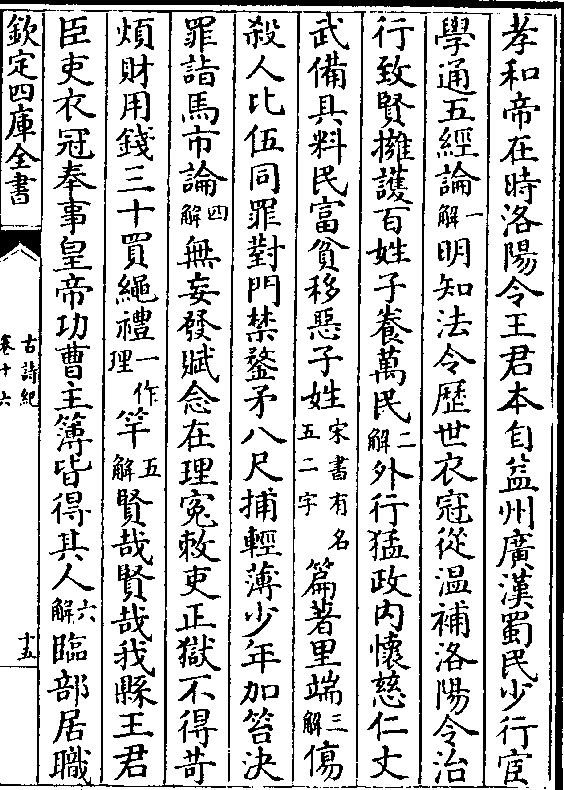 孝和帝在時洛陽令王君本自益州廣漢蜀民少行宦
學通五經論一解明知法令歷世衣冠從溫補洛陽令治
行致賢擁護百姓子養萬民二解外行猛政內懷慈仁文
武備具料民富貧移惡子姓宋書有名五二字篇著里端三解傷
殺人比伍同罪對門禁鍪矛八尺捕輕薄少年加笞決
罪詣馬市論四解無妄發賦念在理冤敕吏正獄不得苛
煩財用錢三十買繩禮一作理竿五解賢哉賢哉我縣王君
臣吏衣冠奉事皇帝功曹主簿皆得其人六解臨部居職
欽定四庫全書
古詩紀
卷十六
十五